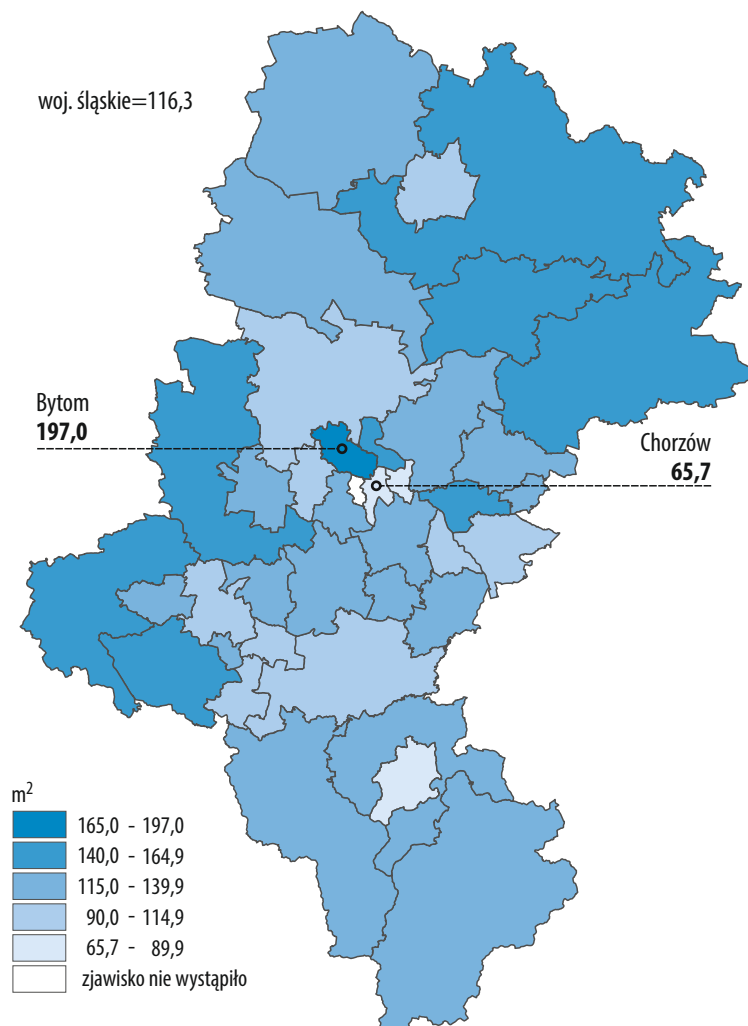 woj. śląskie=116,3
Bytom
197,0
Chorzów
65,7
m²
165,0 - 197,0
140,0 - 164,9
115,0 - 139,9
90,0 - 114,9
65,7 - 89,9
zjawisko nie wystąpiło